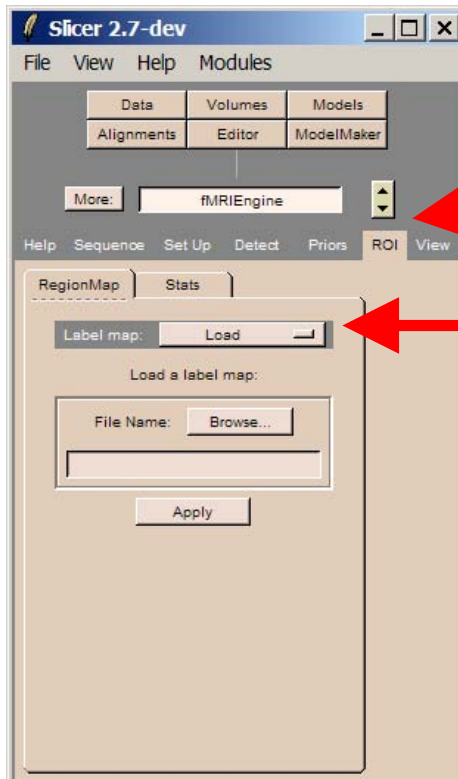 Slicer 2.7-dev
File View Help Modules
Data Volumes Models
Alignments Editor ModelMaker
More: fMRIEngine
Help Sequence Set Up Detect Priors ROI View
RegionMap Stats
Label map: Load
Load a label map:
File Name: Browse...
Apply